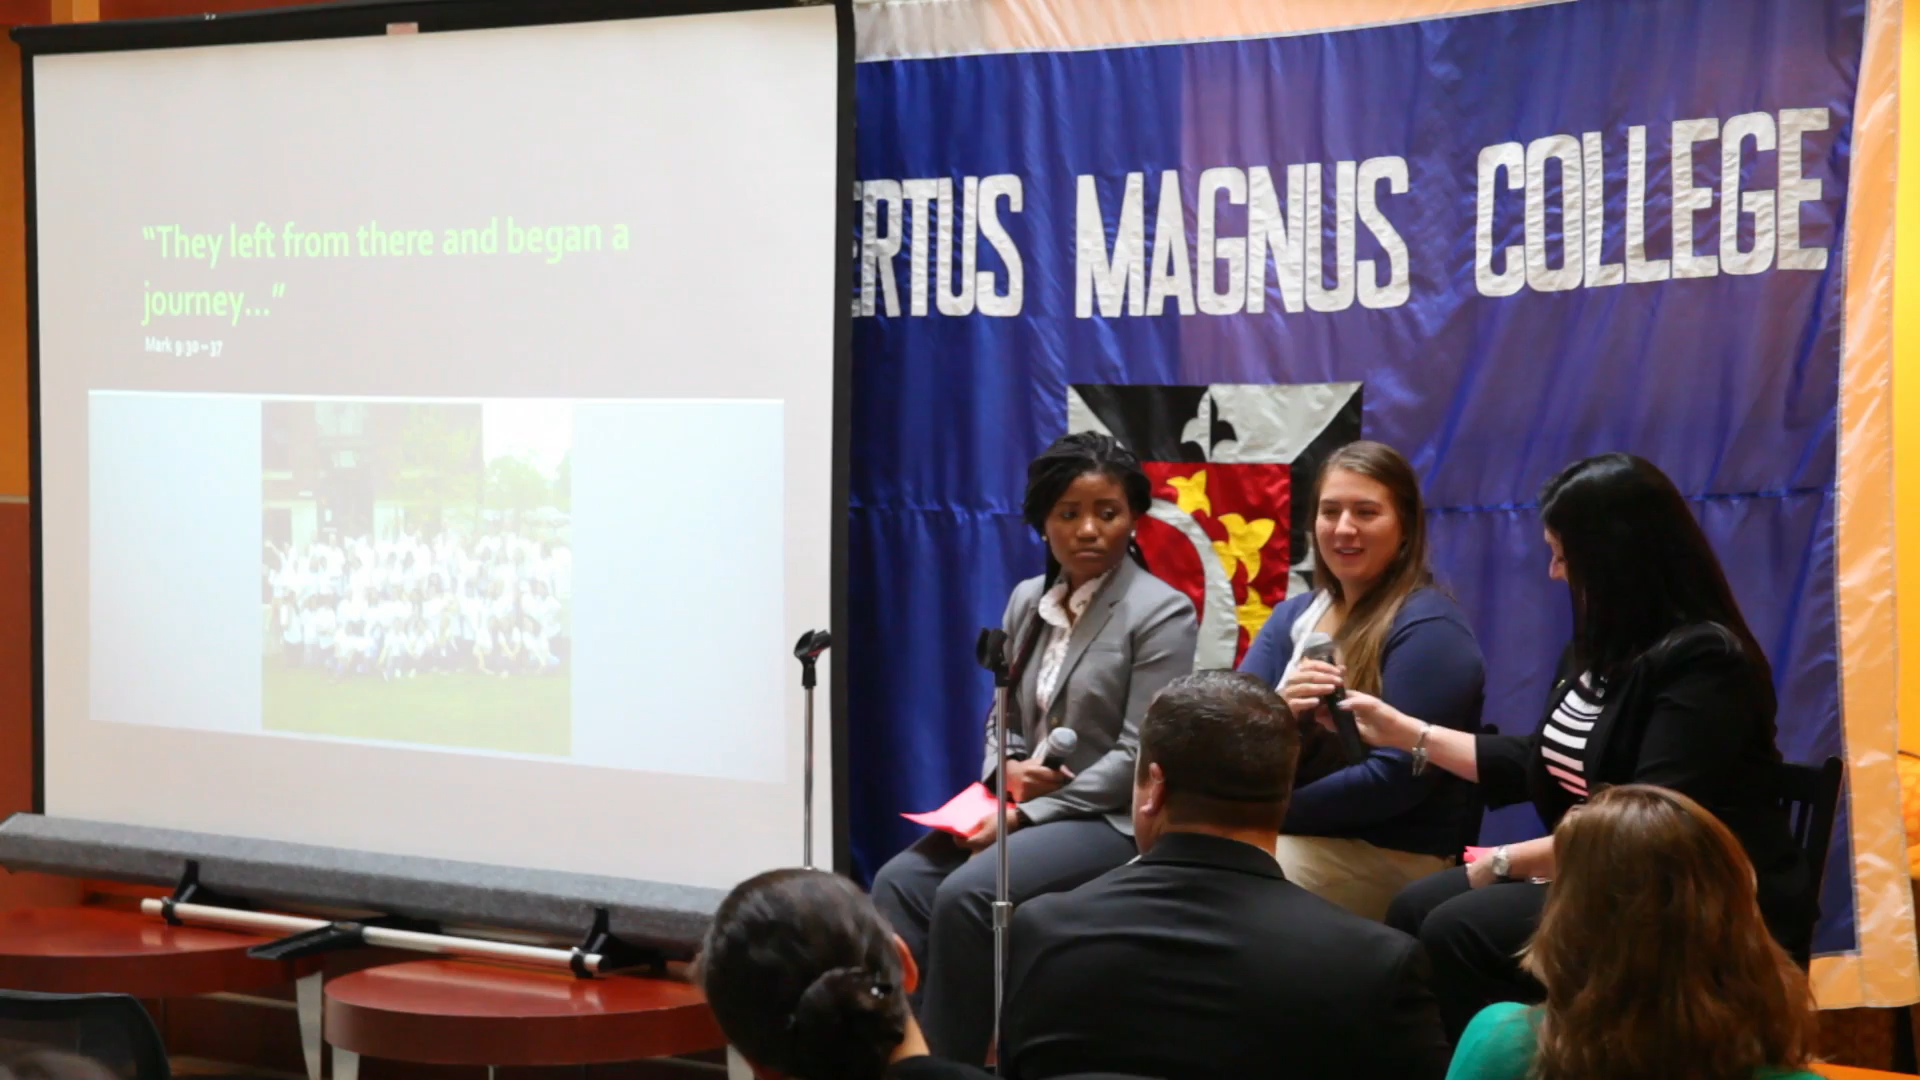 “They left from there and began a
journey...”
Mark 9:30 – 37
ERTUS MAGNUS COLLEGE